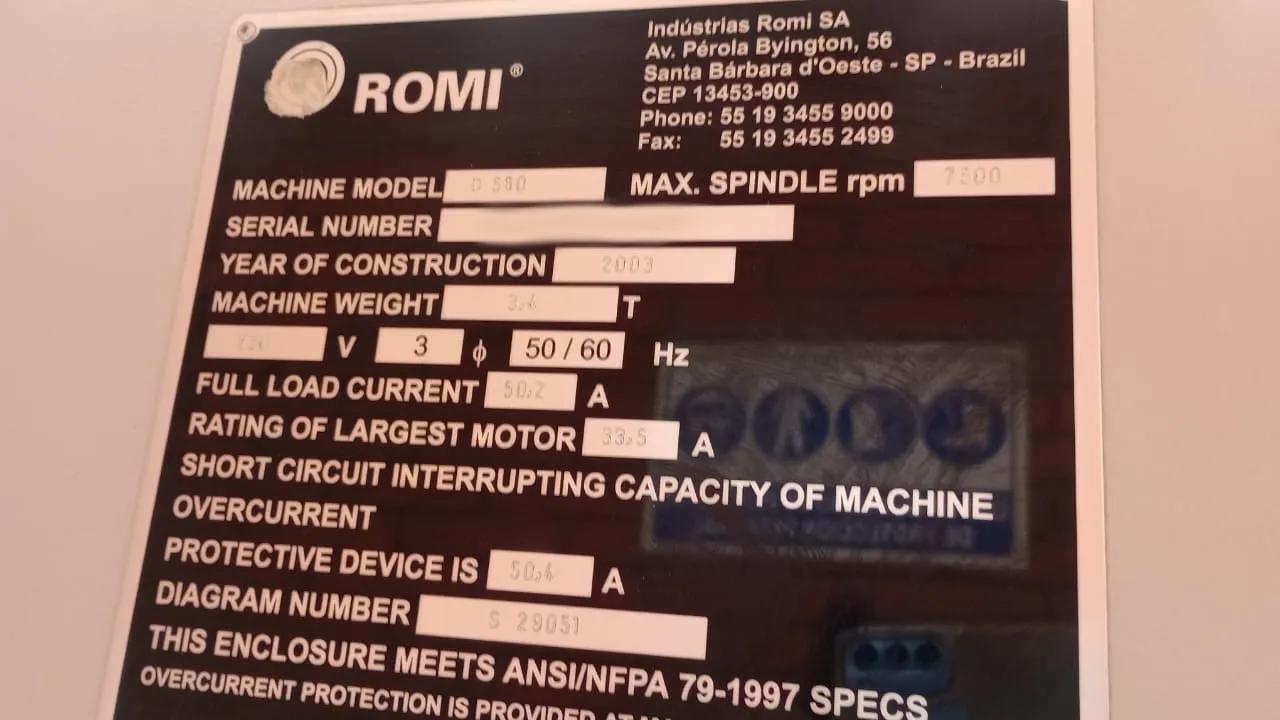 ROMI®
Indústrias Romi SA
Av. Pérola Byington, 56
Santa Bárbara d'Oeste - SP - Brazil
CEP 13453-900
Phone: 55 19 3455 9000
Fax: 55 19 3455 2499
MACHINE MODEL D 580 MAX. SPINDLE rpm 7500
SERIAL NUMBER
YEAR OF CONSTRUCTION 2003
MACHINE WEIGHT T
V 3 ϕ 50 / 60 Hz
FULL LOAD CURRENT 50,2 A
RATING OF LARGEST MOTOR 33,5 A
SHORT CIRCUIT INTERRUPTING CAPACITY OF MACHINE
OVERCURRENT
PROTECTIVE DEVICE IS A
DIAGRAM NUMBER S 29051
THIS ENCLOSURE MEETS ANSI/NFPA 79-1997 SPECS
OVERCURRENT PROTECTION IS PROVIDED